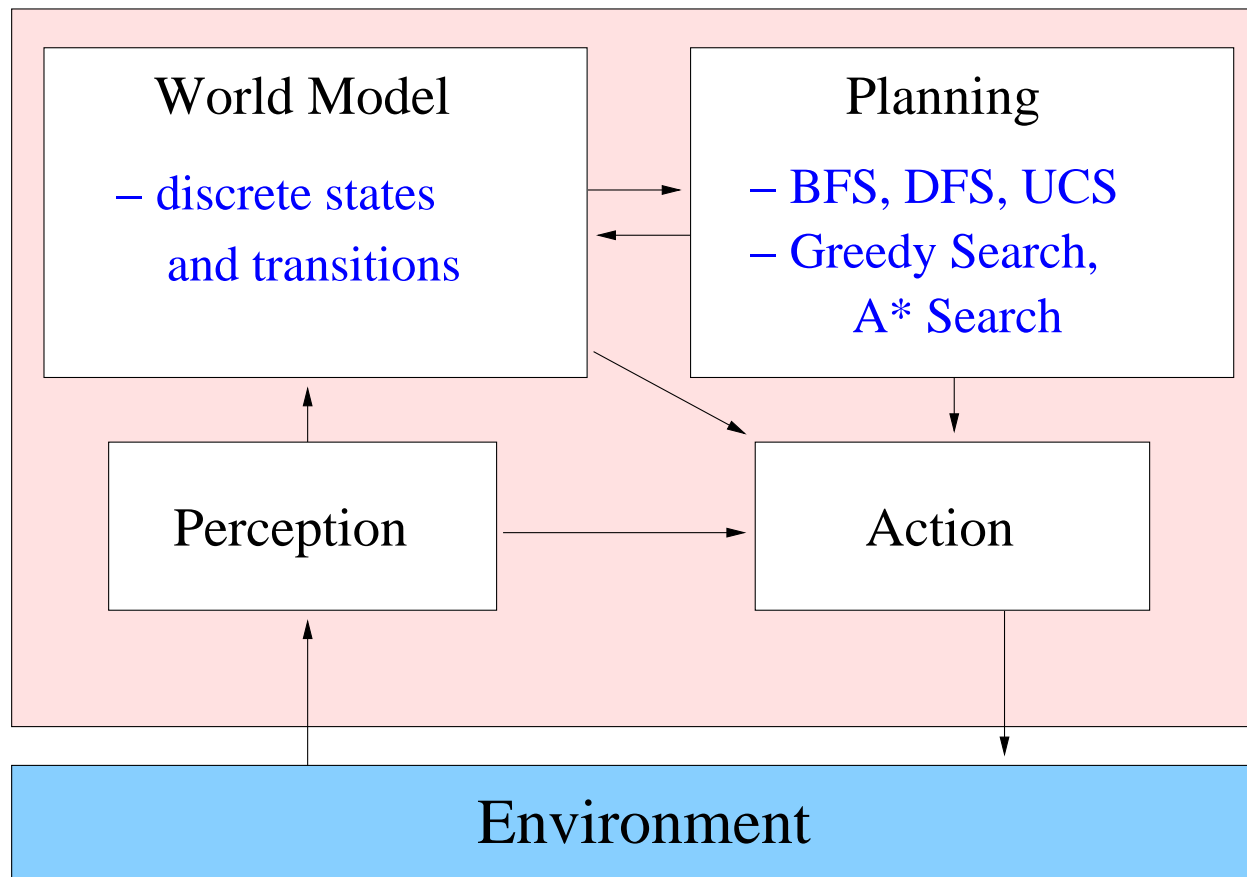 World Model
– discrete states
and transitions
Planning
– BFS, DFS, UCS
– Greedy Search,
A* Search
Perception
Action
Environment